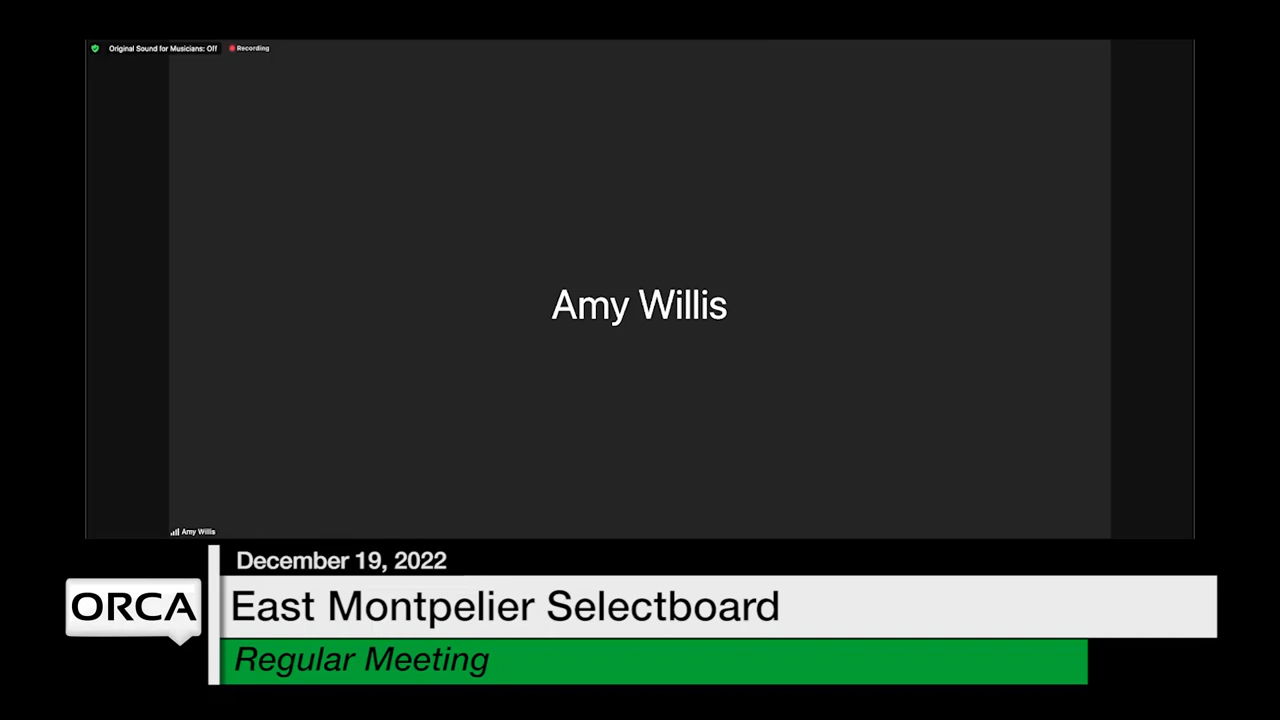 Original Sound for Musicians: Off
Recording
Amy Willis
Amy Willis
December 19, 2022
ORCA
East Montpelier Selectboard
Regular Meeting